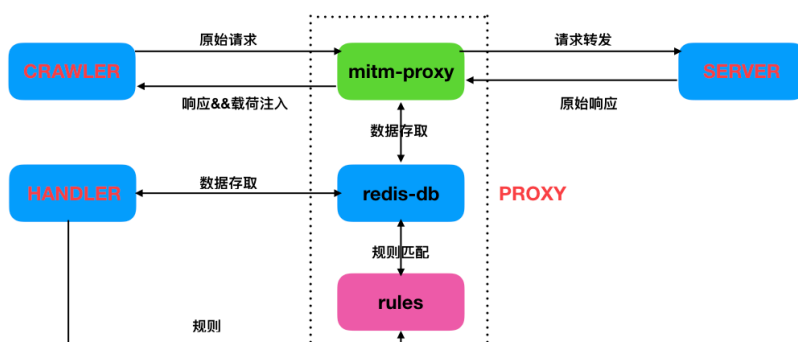 原始请求
请求转发
CRAWLER
mitm-proxy
SERVER
响应&&载荷注入
原始响应
数据存取
数据存取
HANDLER
redis-db
PROXY
规则匹配
rules
规则